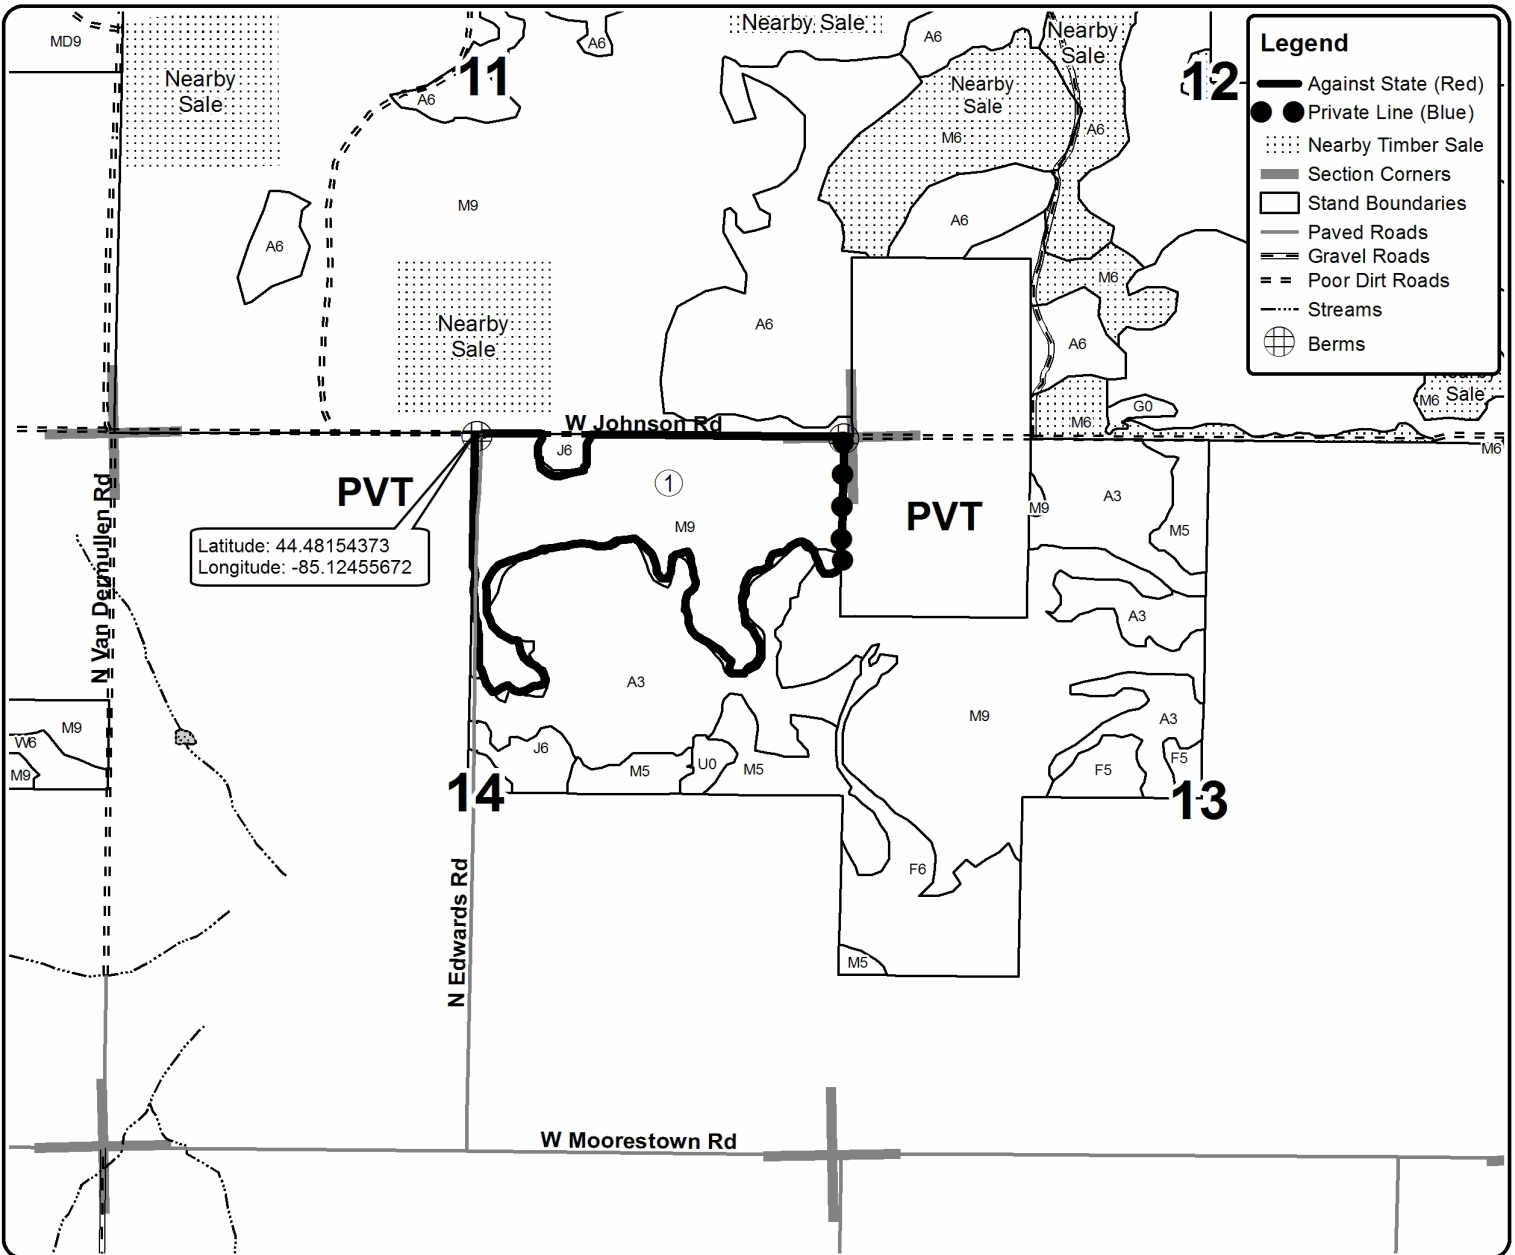 MD9
Nearby
Sale
11
A6
A6
Nearby Sale
A6
Nearby
Sale
12
Nearby
Sale
M6
A6
A6
M9
A6
A6
M6
Nearby
Sale
A6
A6
G0
M6
Nearby
Sale
M6
M6
Legend
Against State (Red)
Private Line (Blue)
Nearby Timber Sale
Section Corners
Stand Boundaries
Paved Roads
Gravel Roads
Poor Dirt Roads
Streams
Berms
W Johnson Rd
J6
1
PVT
M9
PVT
M9
A3
M5
Latitude: 44.48154373
Longitude: -85.12455672
N Van Dermullen Rd
A3
A3
M9
A3
M9
W6
M9
J6
M5
U0
M5
F5
F5
14
13
F6
M5
N Edwards Rd
W Moorestown Rd